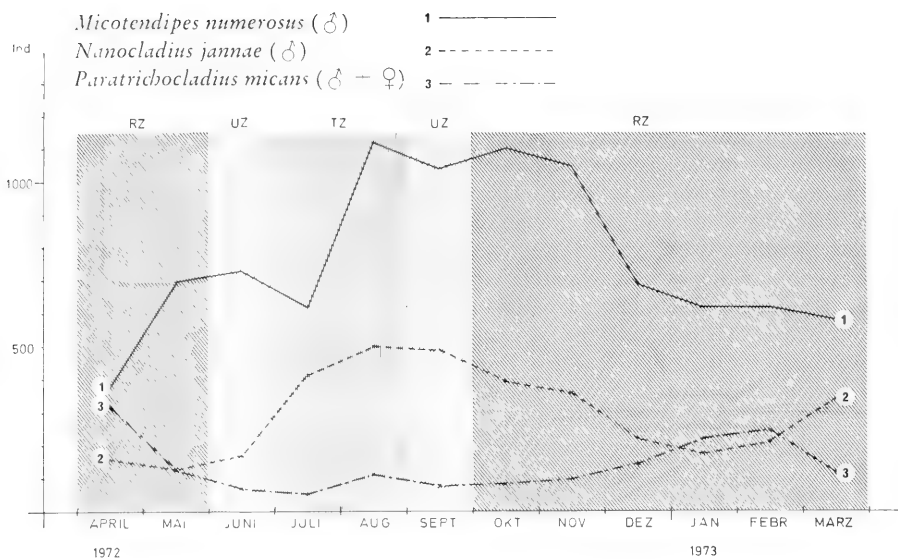 Micotendipes numerosus (♂) 1
Nanocladius jannae (♂) 2
Paratrichocladius micans (♂ – ♀) 3
Ind
RZ UZ TZ UZ RZ
1000
500
1
3
2
1
2
3
APRIL MAI JUNI JULI AUG SEPT OKT NOV DEZ JAN FEBR MARZ
1972 1973